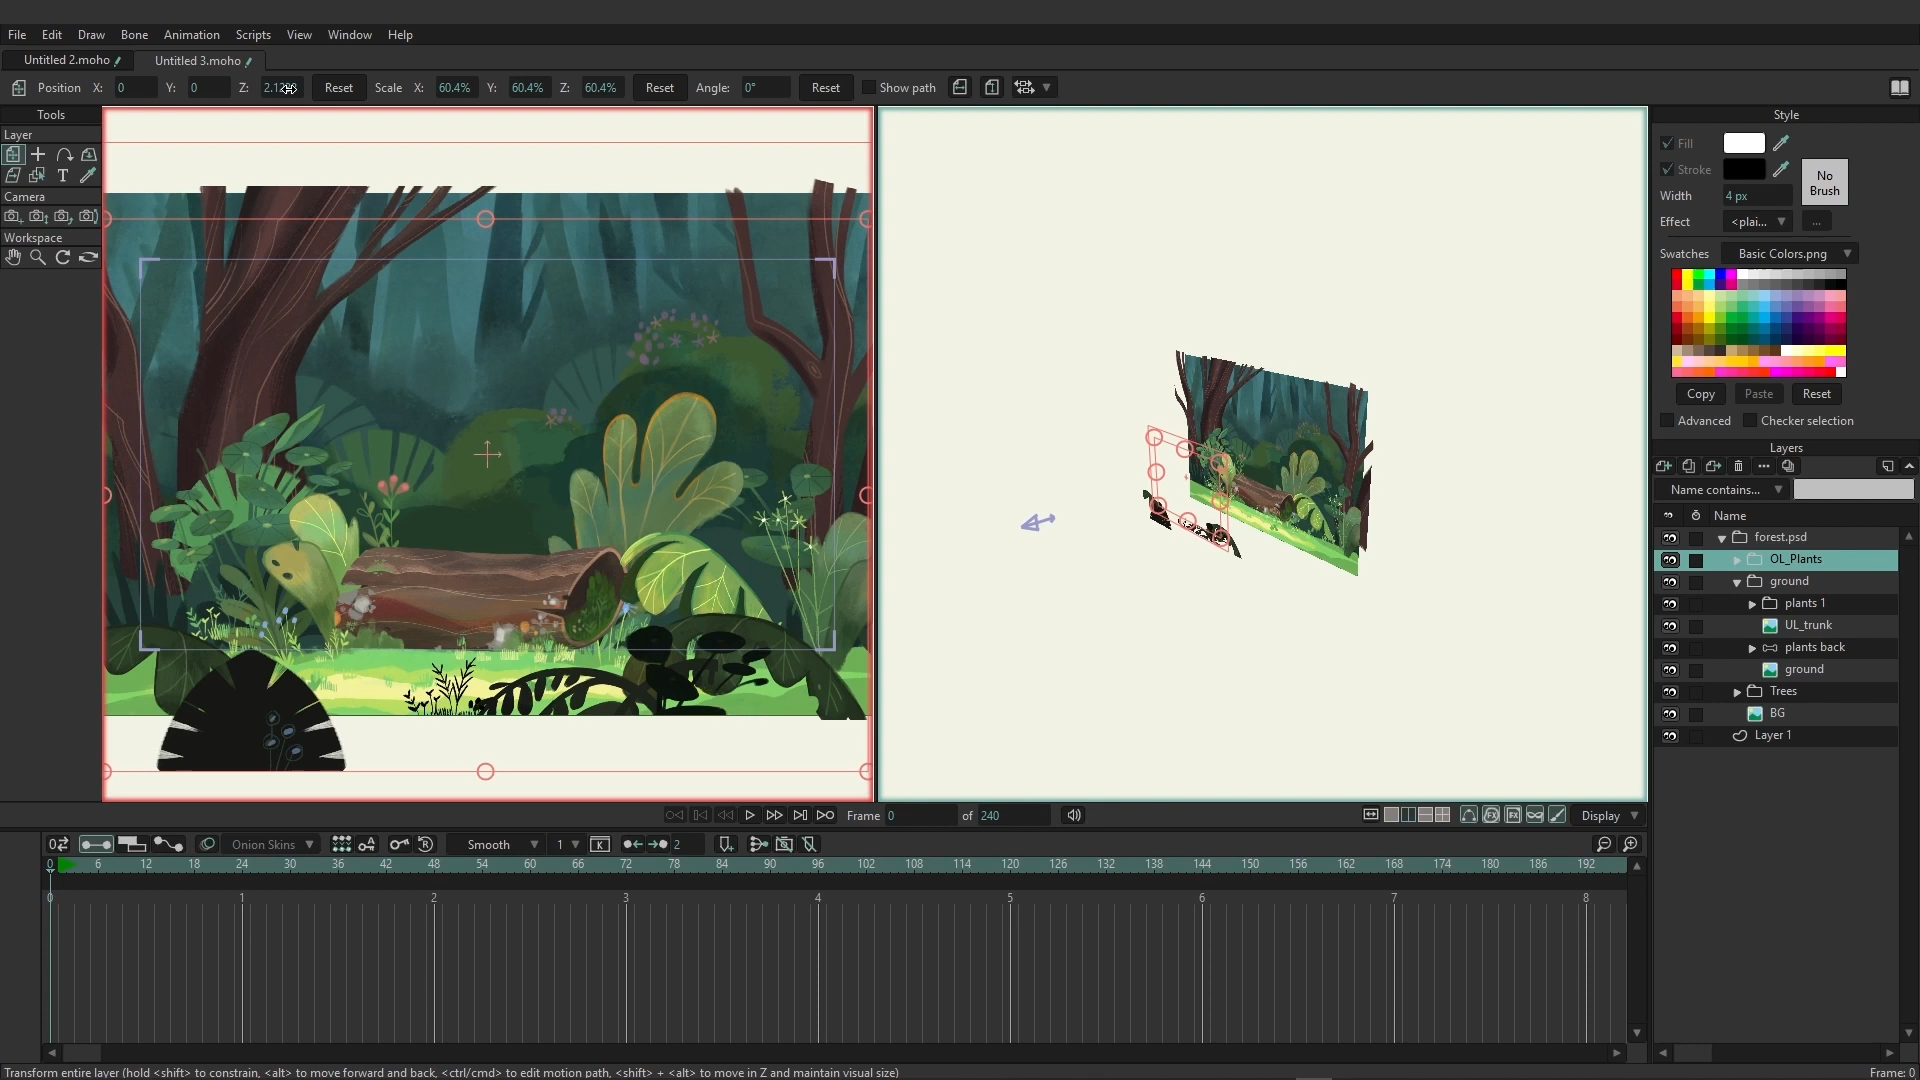 File Edit Draw Bone Animation Scripts View Window Help
Untitled 2.moho Untitled 3.moho
Position X: 0 Y: 0 Z: Reset Scale X: 60.4% Y: 60.4% Z: 60.4% Reset Angle: 0° Reset Show path
Tools
Layer
Camera
Workspace
Style
Fill
Stroke
No Brush
Width 4 px
Effect <plai... ...
Swatches Basic Colors.png
Copy Paste Reset
Advanced Checker selection
Layers
Name contains...
Name
forest.psd
OL_Plants
ground
plants 1
UL_trunk
plants back
ground
Trees
BG
Layer 1
Frame 0 of 240 Display
Onion Skins Smooth 1 2
0 6 12 18 24 30 36 42 48 54 60 66 72 78 84 90 96 102 108 114 120 126 132 138 144 150 156 162 168 174 180 186 192
0 1 2 3 4 5 6 7 8
Transform entire layer (hold <shift> to constrain, <alt> to move forward and back, <ctrl/cmd> to edit motion path, <shift> + <alt> to move in Z and maintain visual size) Frame: 0